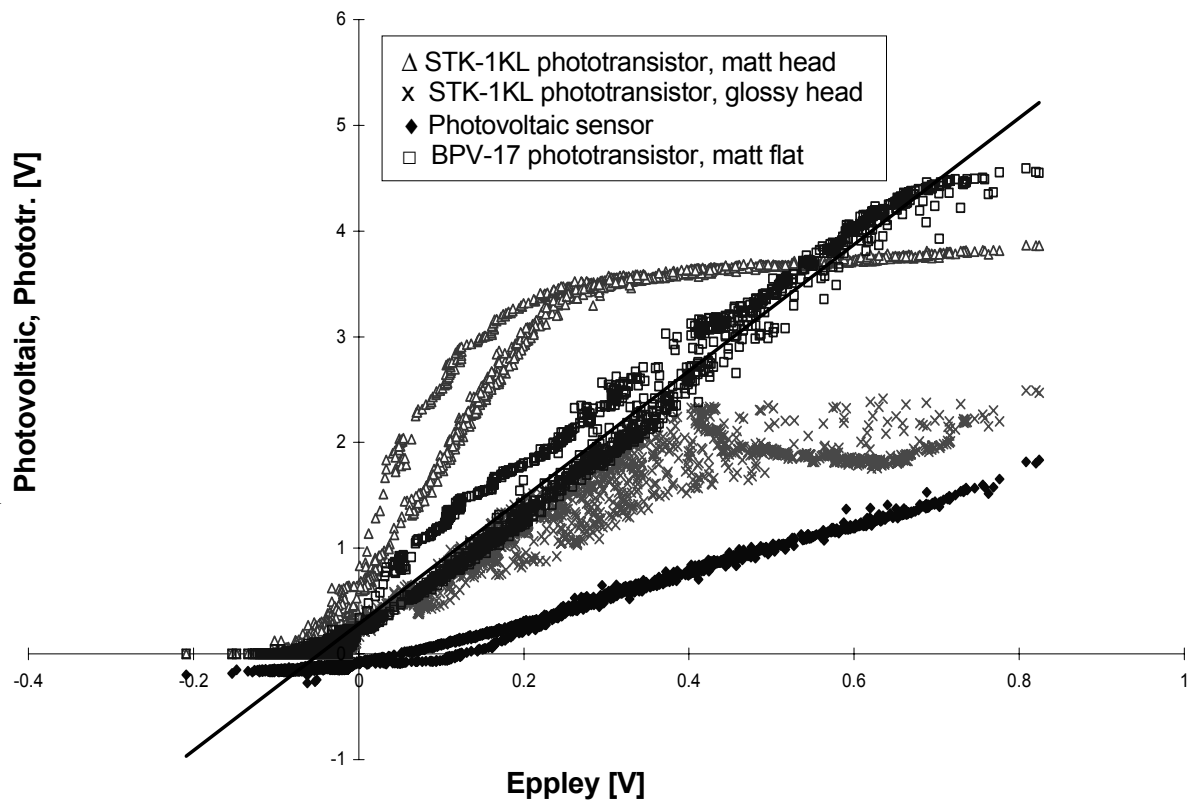 6
△ STK-1KL phototransistor, matt head
x STK-1KL phototransistor, glossy head
♦ Photovoltaic sensor
□ BPV-17 phototransistor, matt flat
5
4
3
2
1
0
-1
Photovoltaic, Phototr. [V]
-0.4 -0.2 0 0.2 0.4 0.6 0.8 1
Eppley [V]